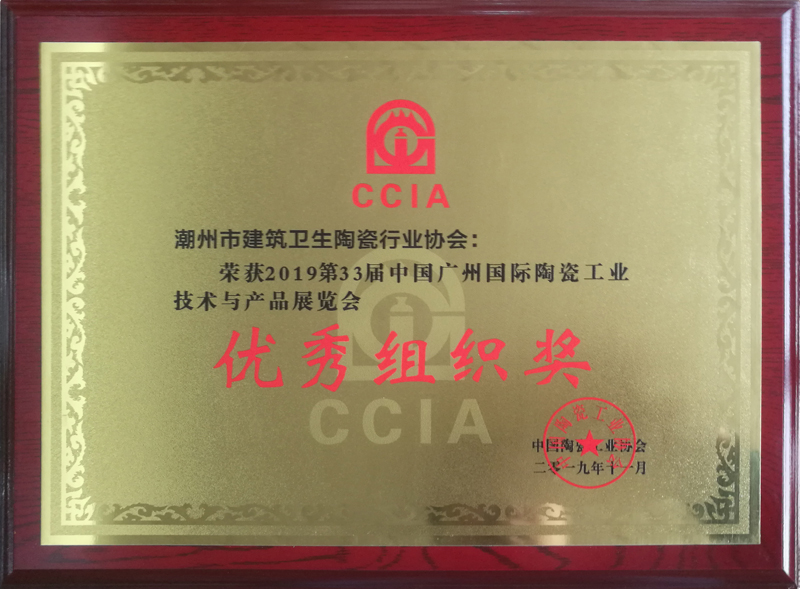 CCIA
潮州市建筑卫生陶瓷行业协会：
荣获2019第33届中国广州国际陶瓷工业
技术与产品展览会
优秀组织奖
CCIA
中国陶瓷工业协会
二零一九年十一月